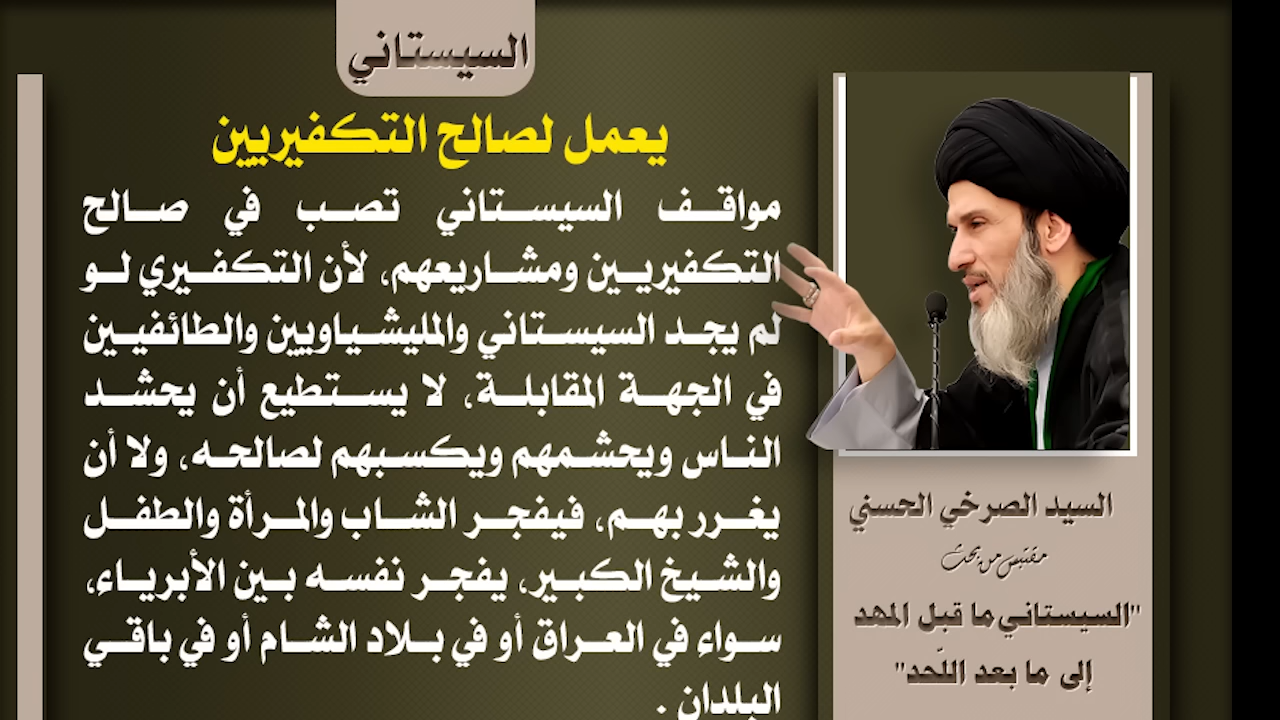 السيستاني
يعمل لصالح التكفيريين
مواقف السيستاني تصب في صالح
التكفيريين ومشاريعهم، لأن التكفيري لو
لم يجد السيستاني والمليشياويين والطائفيين
في الجهة المقابلة، لا يستطيع أن يحشد
الناس ويحشمهم ويكسبهم لصالحه، ولا أن
يغرر بهم، فيفجر الشاب والمرأة والطفل
والشيخ الكبير، يفجر نفسه بين الأبرياء،
سواء في العراق أو في بلاد الشام أو في باقي
البلدان .
السيد الصرخي الحسني
مقتبس من بحث
"السيستاني ما قبل المهد
إلى ما بعد اللّحد"